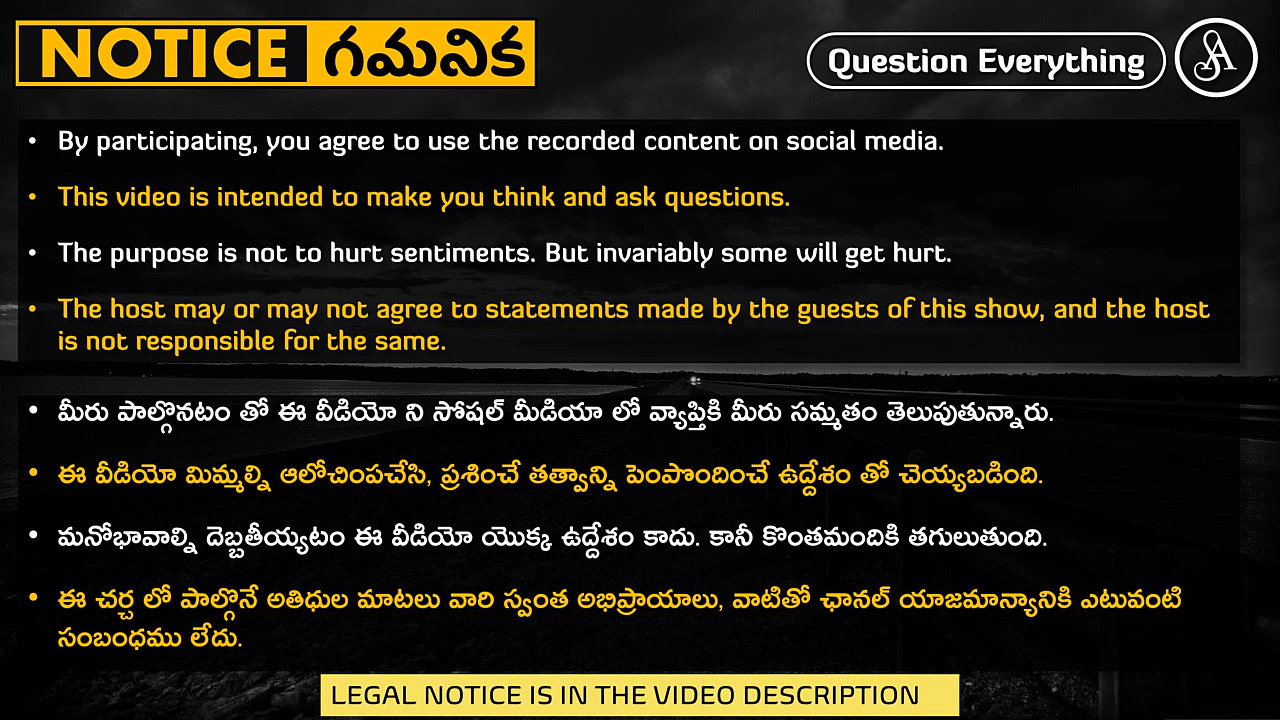 NOTICE గమనిక
Question Everything
• By participating, you agree to use the recorded content on social media.
• This video is intended to make you think and ask questions.
• The purpose is not to hurt sentiments. But invariably some will get hurt.
• The host may or may not agree to statements made by the guests of this show, and the host
is not responsible for the same.
• మీరు పాల్గొనటం తో ఈ వీడియో ని సోషల్ మీడియా లో వ్యాప్తికి మీరు సమ్మతం తెలుపుతున్నారు.
• ఈ వీడియో మిమ్మల్ని ఆలోచింపచేసి, ప్రశించే తత్వాన్ని పెంపొందించే ఉద్దేశం తో చెయ్యబడింది.
• మనోభావాల్ని దెబ్బతీయ్యటం ఈ వీడియో యొక్క ఉద్దేశం కాదు. కానీ కొంతమందికి తగులుతుంది.
• ఈ చర్చ లో పాల్గొనే అతిధుల మాటలు వారి స్వంత అభిప్రాయాలు, వాటితో ఛానల్ యాజమాన్యానికి ఎటువంటి
సంబంధము లేదు.
LEGAL NOTICE IS IN THE VIDEO DESCRIPTION